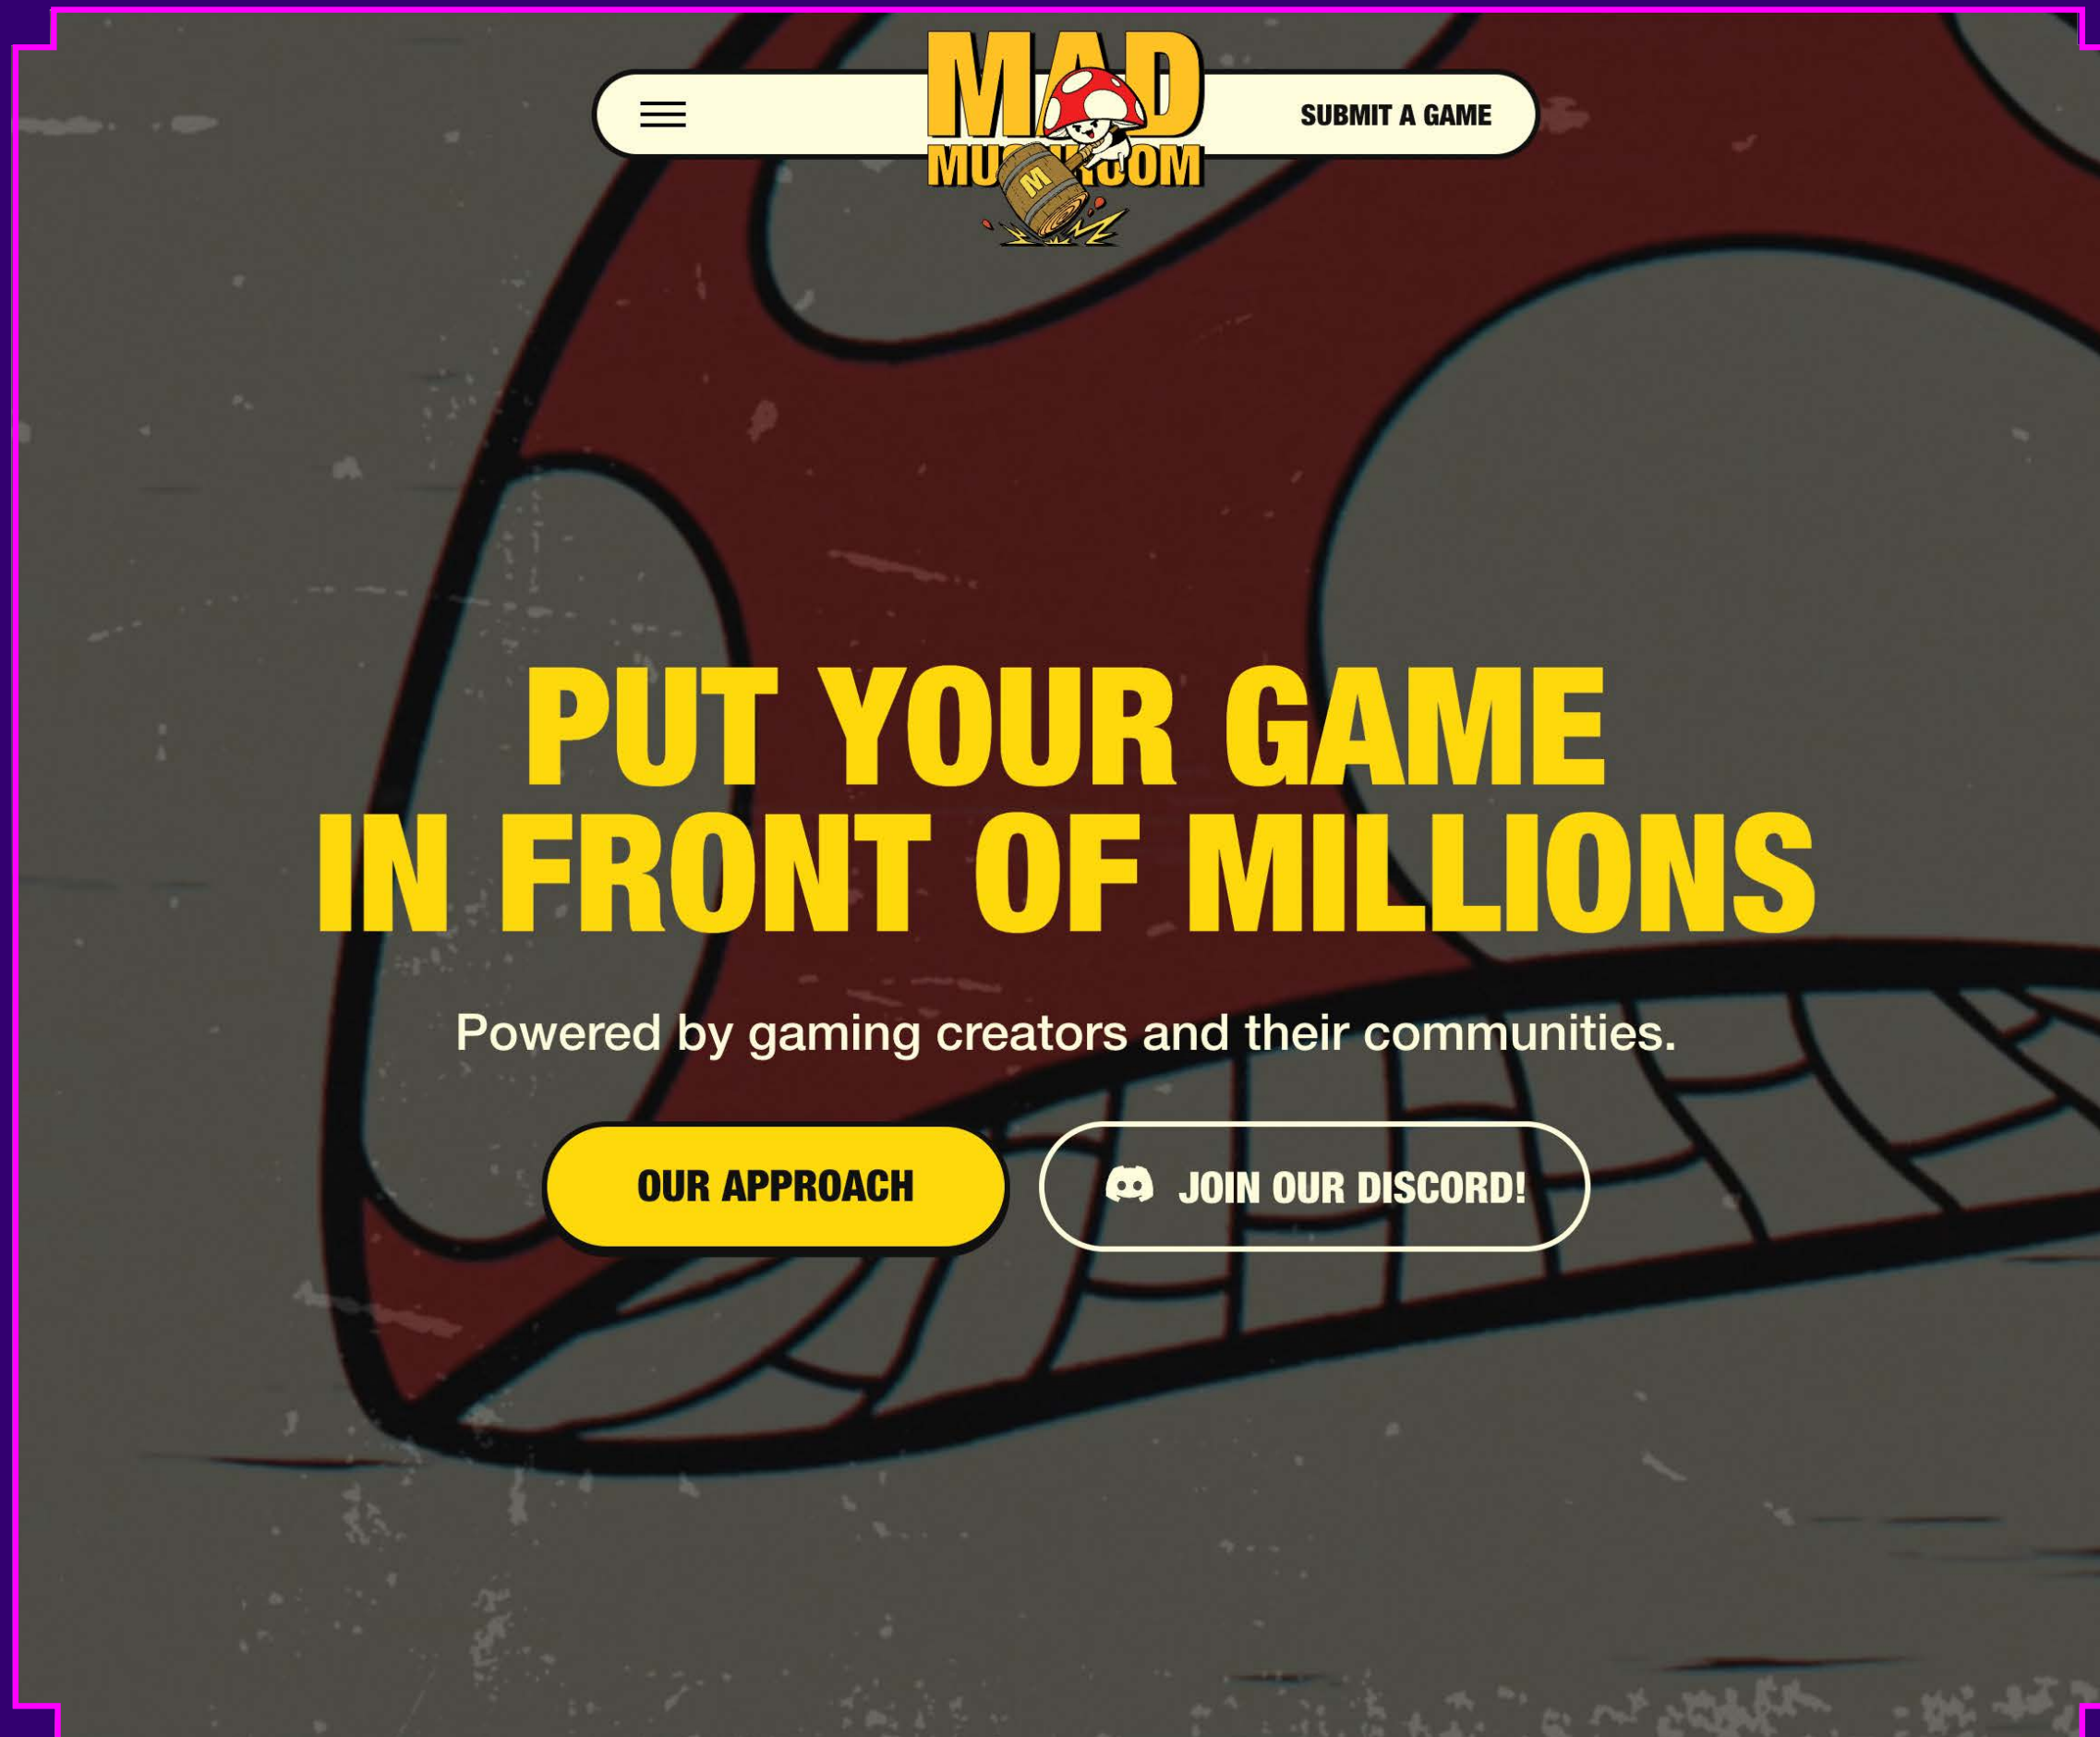 MAD
MUSHROOM
M
SUBMIT A GAME
PUT YOUR GAME
IN FRONT OF MILLIONS
Powered by gaming creators and their communities.
OUR APPROACH
JOIN OUR DISCORD!